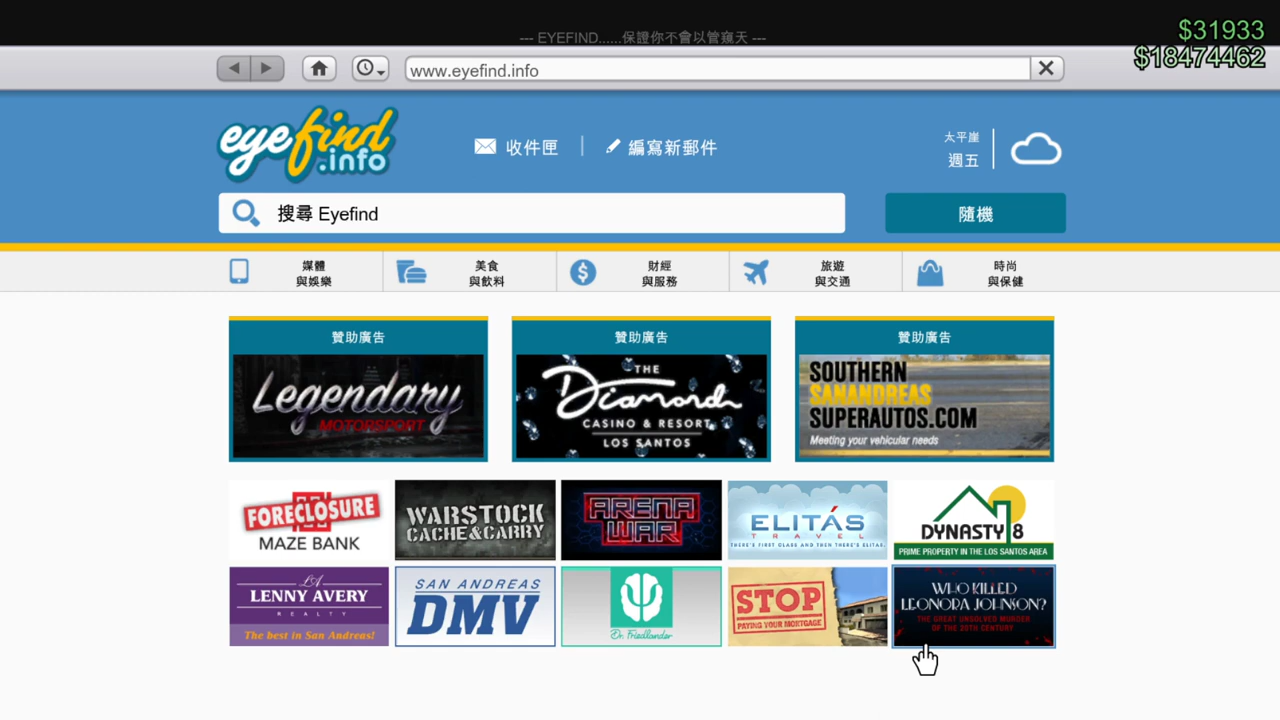 $31933
--- EYEFIND......保證你不會以管窺天 ---
$18474462
www.eyefind.info
eyefind
.info
收件匣
編寫新郵件
太平崖
週五
搜尋 Eyefind
隨機
媒體
與娛樂
美食
與飲料
財經
與服務
旅遊
與交通
時尚
與保健
贊助廣告
Legendary
MOTORSPORT
贊助廣告
THE
Diamond
CASINO & RESORT
LOS SANTOS
贊助廣告
SOUTHERN
SANANDREAS
SUPERAUTOS.COM
Meeting your vehicular needs
FORECLOSURE
MAZE BANK
WARSTOCK
CACHE&CARRY
ARENA
WAR
ELITÁS
TRAVEL
THERE'S FIRST CLASS AND THEN THERE'S ELITAS.
DYNASTY 8
PRIME PROPERTY IN THE LOS SANTOS AREA
LA
LENNY AVERY
REALTY
The best in San Andreas!
SAN ANDREAS
DMV
Dr. Friedlander
STOP
PAYING YOUR MORTGAGE
WHO KILLED
LEONORA JOHNSON?
THE GREAT UNSOLVED MURDER
OF THE 20TH CENTURY